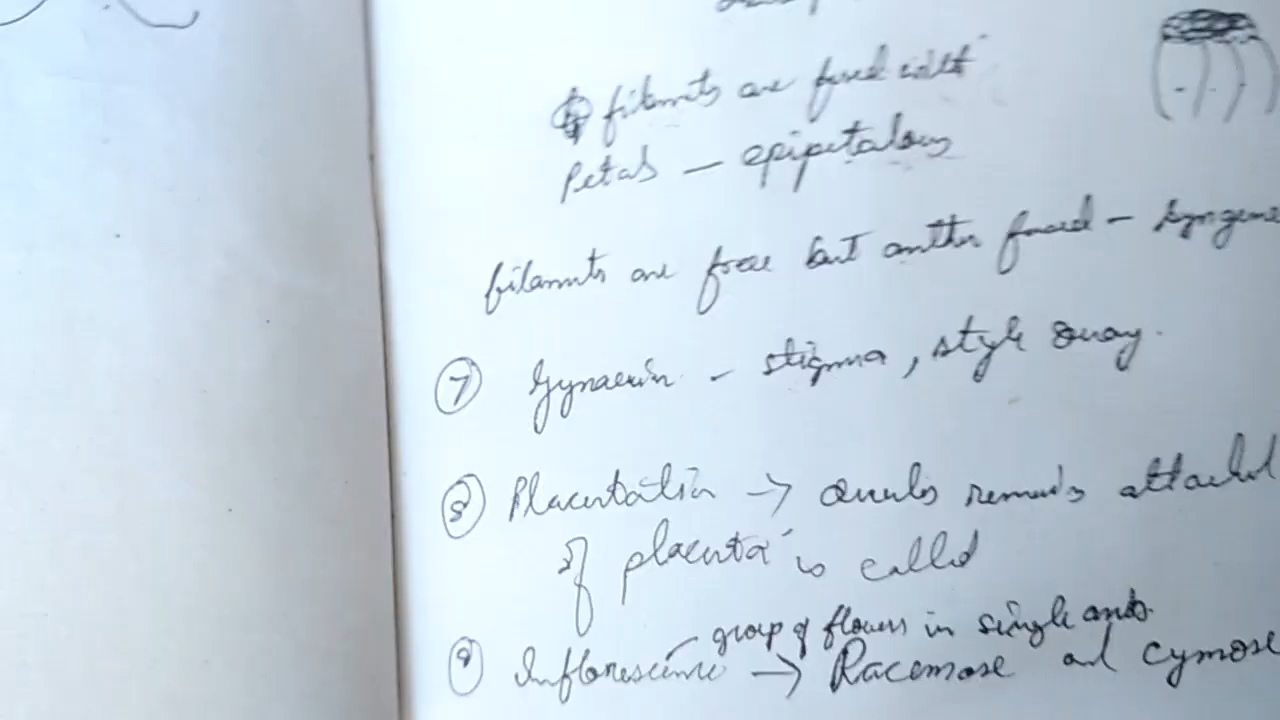 filaments are fused with
Petals — epipetalous
filaments are free but anther fused – syngene
⑦ Gynaecium - stigma, style ovary.
⑧ Placentation → ovules remains attached
of placenta is called
group of flowers in single
⑨ Inflorescence → Racemose and cymose